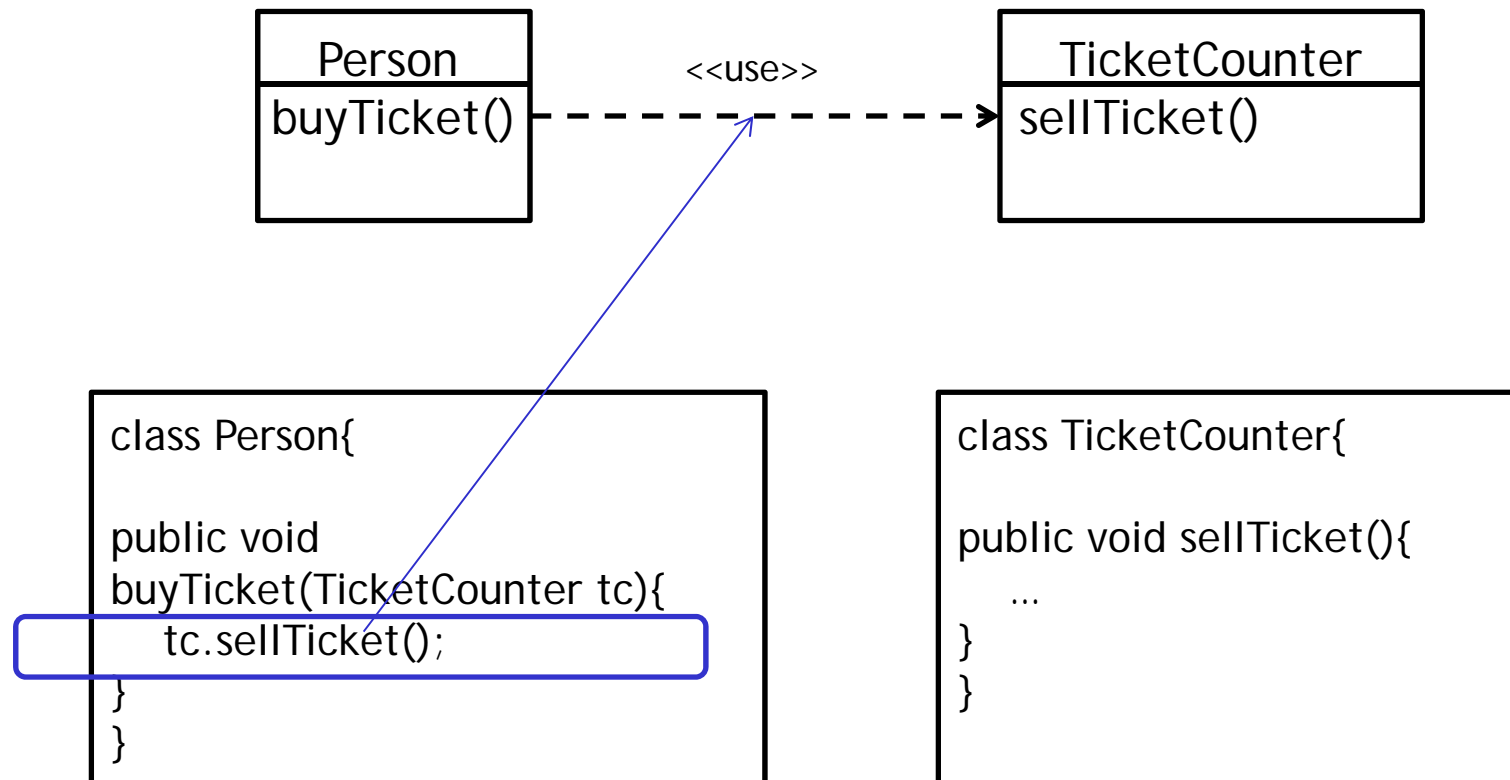 Person
buyTicket()
<<use>>
TicketCounter
sellTicket()
class Person{
public void
buyTicket(TicketCounter tc){
tc.sellTicket();
}
}
class TicketCounter{
public void sellTicket(){
...
}
}